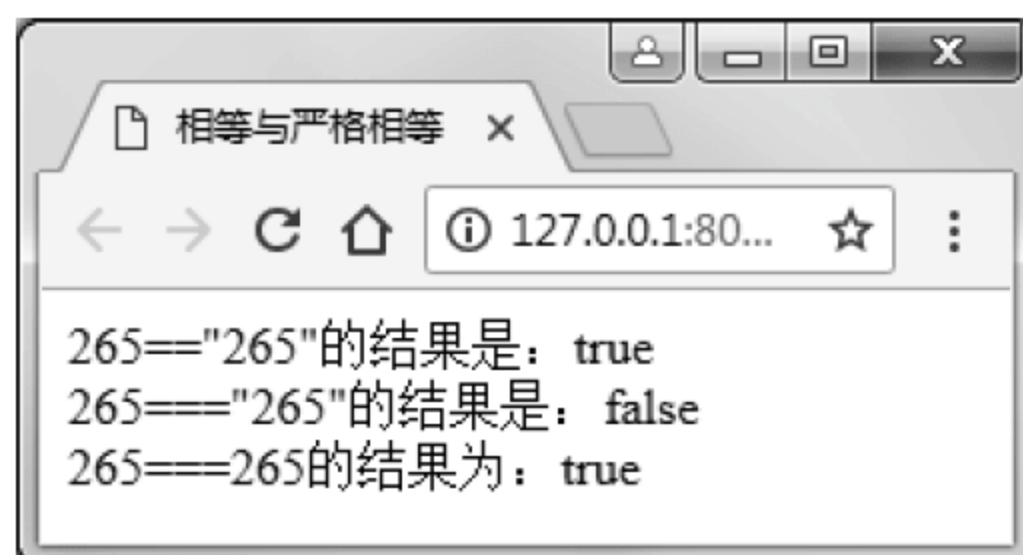 相等与严格相等
127.0.0.1:80...
265=="265"的结果是：true
265==="265"的结果是：false
265===265的结果为：true